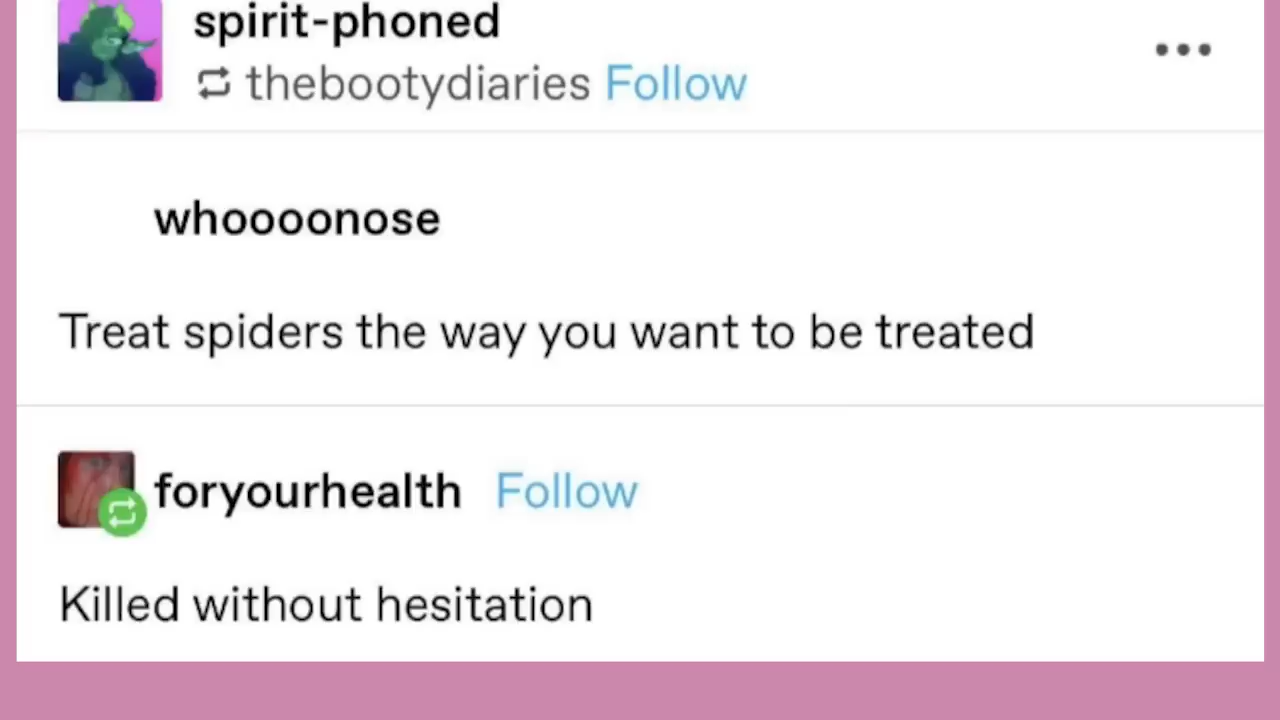 spirit-phoned
thebootydiaries Follow
whoooonose
Treat spiders the way you want to be treated
foryourhealth Follow
Killed without hesitation